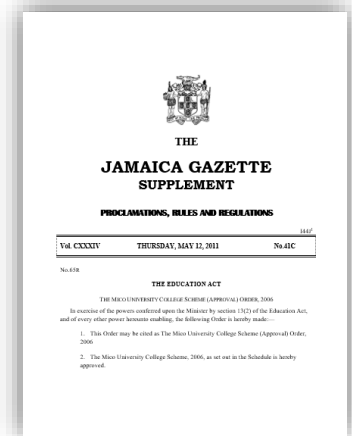 THE
JAMAICA GAZETTE
SUPPLEMENT
PROCLAMATIONS, RULES AND REGULATIONS
Vol. CXXXIV THURSDAY, MAY 12, 2011 No.41C
No.65R
THE EDUCATION ACT
THE MICO UNIVERSITY COLLEGE SCHEME (APPROVAL) ORDER, 2006
In exercise of the powers conferred upon the Minister by section 13(2) of the Education Act,
and of every other power hereunto enabling, the following Order is hereby made:—
1. This Order may be cited as The Mico University College Scheme (Approval) Order,
2006
2. The Mico University College Scheme, 2006, as set out in the Schedule is hereby
approved.